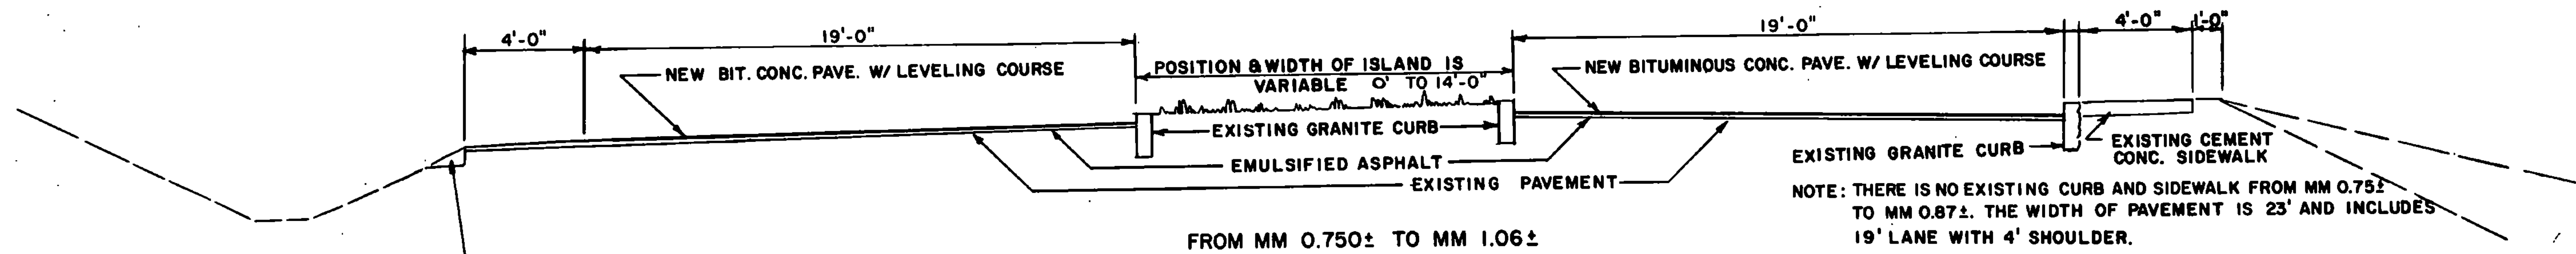 4'-0"
19'-0"
19'-0"
4'-0"
1'-0"
NEW BIT. CONC. PAVE. W/ LEVELING COURSE
POSITION & WIDTH OF ISLAND IS
VARIABLE 0' TO 14'-0"
NEW BITUMINOUS CONC. PAVE. W/ LEVELING COURSE
EXISTING GRANITE CURB
EMULSIFIED ASPHALT
EXISTING PAVEMENT
EXISTING GRANITE CURB
EXISTING CEMENT
CONC. SIDEWALK
NOTE: THERE IS NO EXISTING CURB AND SIDEWALK FROM MM 0.75±
TO MM 0.87±. THE WIDTH OF PAVEMENT IS 23' AND INCLUDES
19' LANE WITH 4' SHOULDER.
FROM MM 0.750± TO MM 1.06±